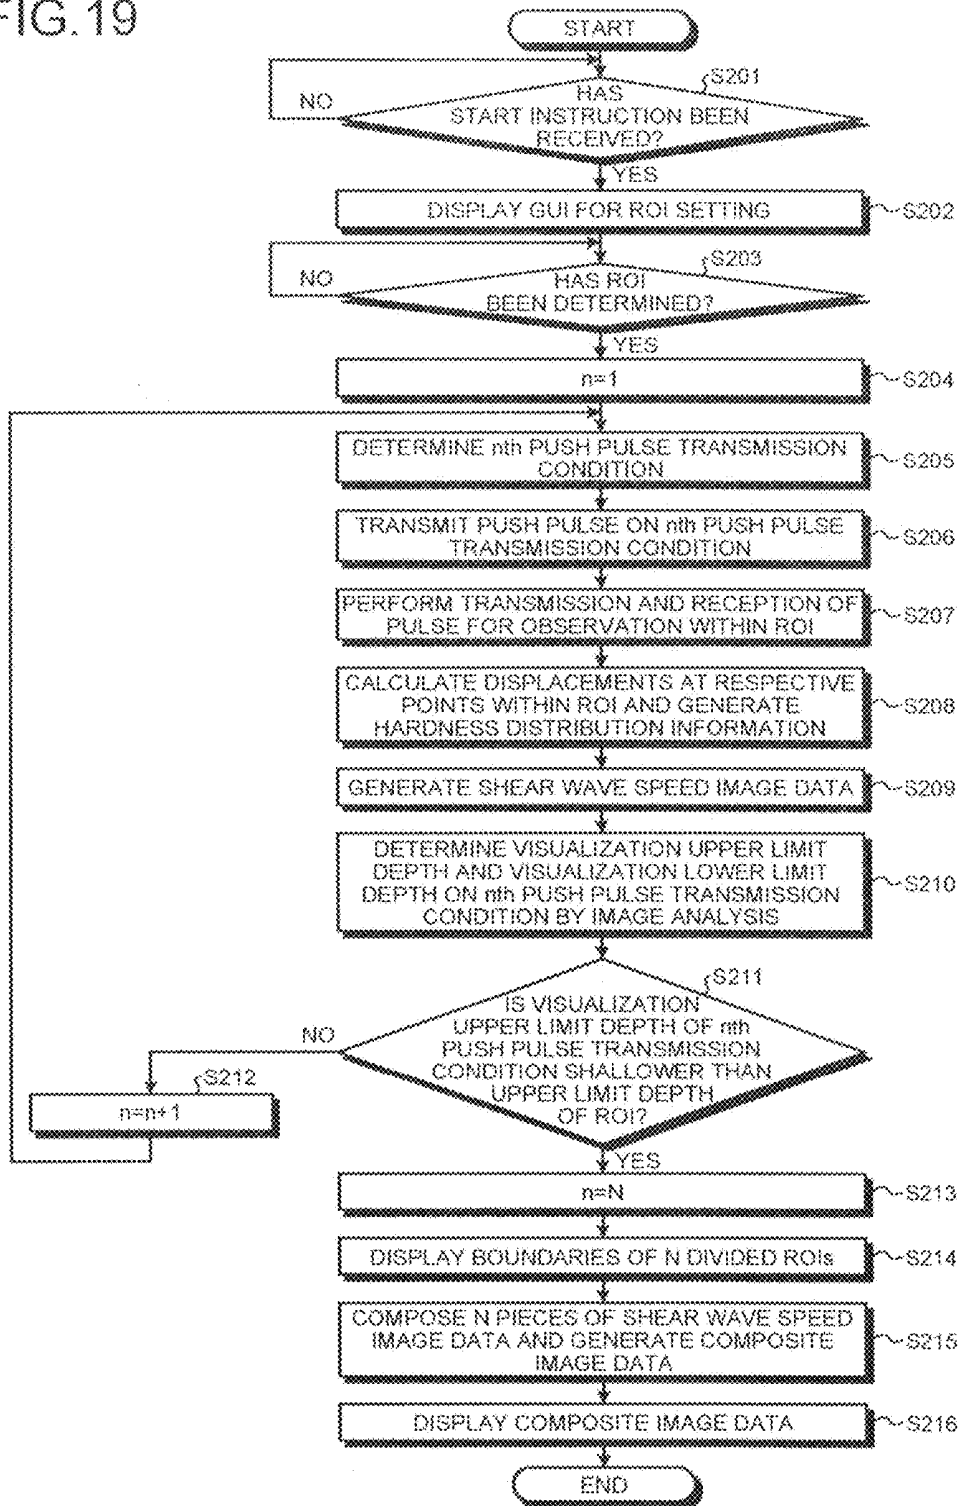 FIG. 19
START
S201
HAS
START INSTRUCTION BEEN
RECEIVED?
NO
YES
DISPLAY GUI FOR ROI SETTING
S202
S203
HAS ROI
BEEN DETERMINED?
NO
YES
n=1
S204
DETERMINE nth PUSH PULSE TRANSMISSION
CONDITION
S205
TRANSMIT PUSH PULSE ON nth PUSH PULSE
TRANSMISSION CONDITION
S206
PERFORM TRANSMISSION AND RECEPTION OF
PULSE FOR OBSERVATION WITHIN ROI
S207
CALCULATE DISPLACEMENTS AT RESPECTIVE
POINTS WITHIN ROI AND GENERATE
HARDNESS DISTRIBUTION INFORMATION
S208
GENERATE SHEAR WAVE SPEED IMAGE DATA
S209
DETERMINE VISUALIZATION UPPER LIMIT
DEPTH AND VISUALIZATION LOWER LIMIT
DEPTH ON nth PUSH PULSE TRANSMISSION
CONDITION BY IMAGE ANALYSIS
S210
S211
IS VISUALIZATION
UPPER LIMIT DEPTH OF nth
PUSH PULSE TRANSMISSION
CONDITION SHALLOWER THAN
UPPER LIMIT DEPTH
OF ROI?
NO
S212
n=n+1
YES
n=N
S213
DISPLAY BOUNDARIES OF N DIVIDED ROIs
S214
COMPOSE N PIECES OF SHEAR WAVE SPEED
IMAGE DATA AND GENERATE COMPOSITE
IMAGE DATA
S215
DISPLAY COMPOSITE IMAGE DATA
S216
END